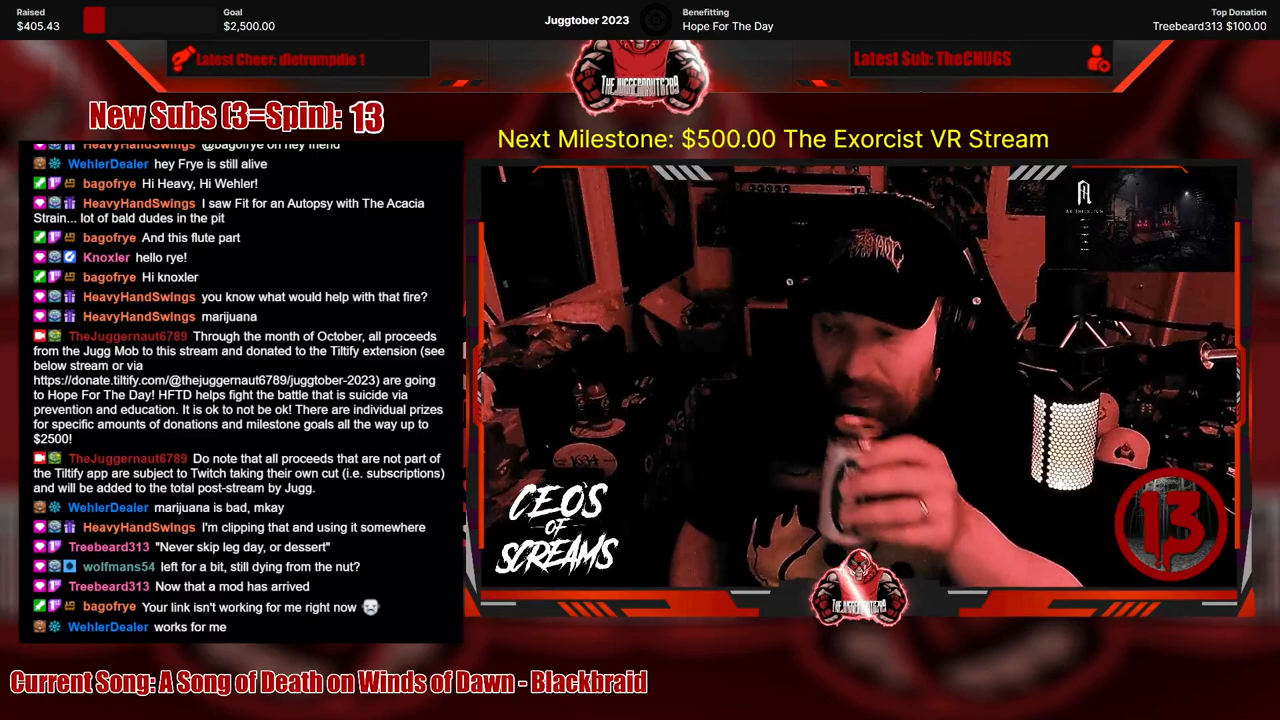 Raised
$405.43
Goal
$2,500.00
Juggtober 2023
Benefitting
Hope For The Day
Top Donation
Treebeard313 $100.00
Latest Cheer: dietrumpdie 1
THEJUGGERNAUT6789
Latest Sub: TheCHUGS
New Subs (3=Spin): 13
Next Milestone: $500.00 The Exorcist VR Stream
HeavyHandSwings @bagofrye oh hey friend
WehlerDealer hey Frye is still alive
bagofrye Hi Heavy, Hi Wehler!
HeavyHandSwings I saw Fit for an Autopsy with The Acacia
Strain... lot of bald dudes in the pit
bagofrye And this flute part
Knoxler hello rye!
bagofrye Hi knoxler
HeavyHandSwings you know what would help with that fire?
HeavyHandSwings marijuana
TheJuggernaut6789 Through the month of October, all proceeds
from the Jugg Mob to this stream and donated to the Tiltify extension (see
below stream or via
https://donate.tiltify.com/@thejuggernaut6789/juggtober-2023) are going
to Hope For The Day! HFTD helps fight the battle that is suicide via
prevention and education. It is ok to not be ok! There are individual prizes
for specific amounts of donations and milestone goals all the way up to
$2500!
TheJuggernaut6789 Do note that all proceeds that are not part of
the Tiltify app are subject to Twitch taking their own cut (i.e. subscriptions)
and will be added to the total post-stream by Jugg.
WehlerDealer marijuana is bad, mkay
HeavyHandSwings I'm clipping that and using it somewhere
Treebeard313 "Never skip leg day, or dessert"
wolfmans54 left for a bit, still dying from the nut?
Treebeard313 Now that a mod has arrived
bagofrye Your link isn't working for me right now
WehlerDealer works for me
1634
CEO'S
OF
SCREAMS
13
THEJUGGERNAUT6789
Current Song: A Song of Death on Winds of Dawn - Blackbraid